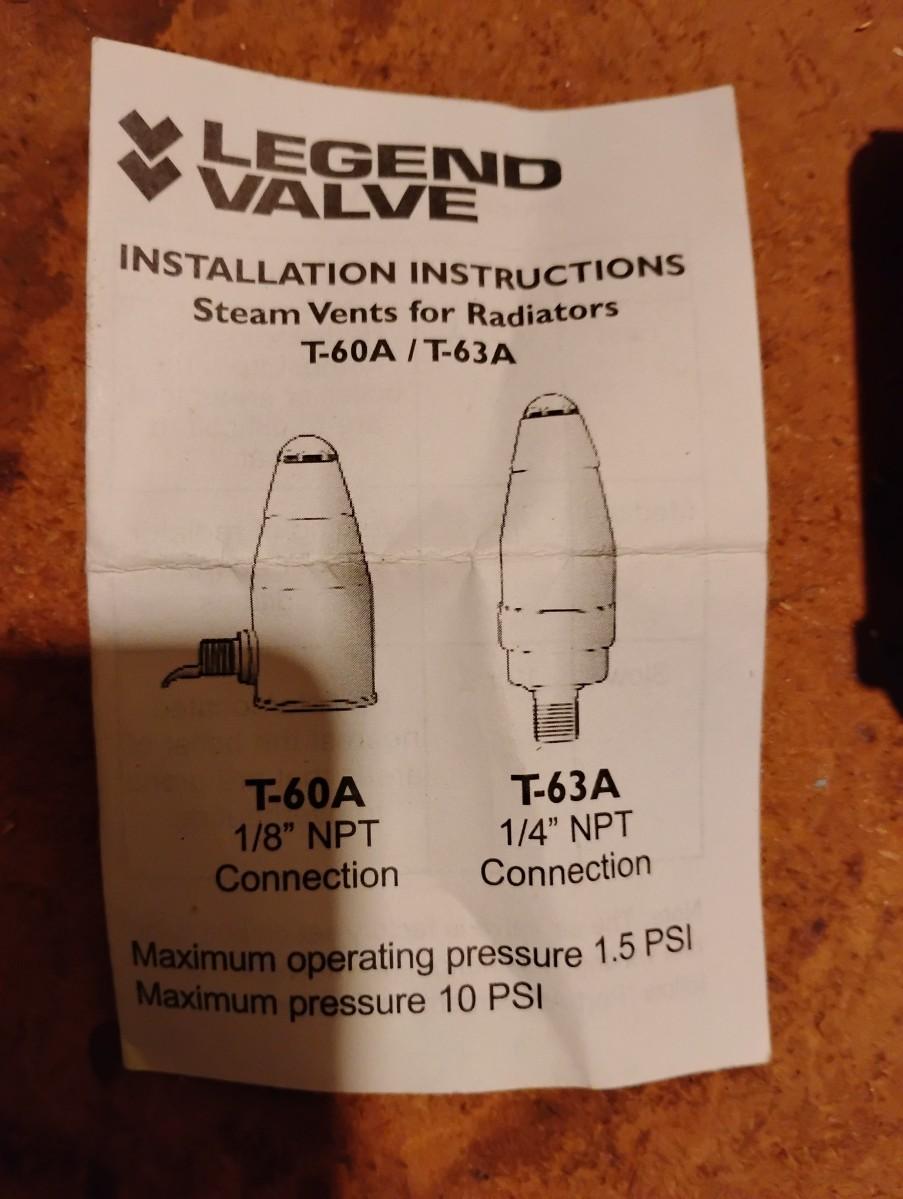 LEGEND
VALVE
INSTALLATION INSTRUCTIONS
Steam Vents for Radiators
T-60A / T-63A
T-60A
1/8” NPT
Connection
T-63A
1/4” NPT
Connection
Maximum operating pressure 1.5 PSI
Maximum pressure 10 PSI